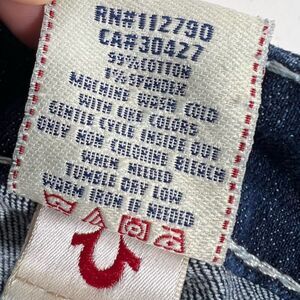 RN#112790
CA#30427
99% COTTON
1% SPANDEX
MACHINE WASH COLD
WITH LIKE COLORS
GENTLE CYCLE INSIDE OUT
ONLY NON CHLORINE BLEACH
WHEN NEEDED
TUMBLE DRY LOW
WARM IRON IF NEEDED